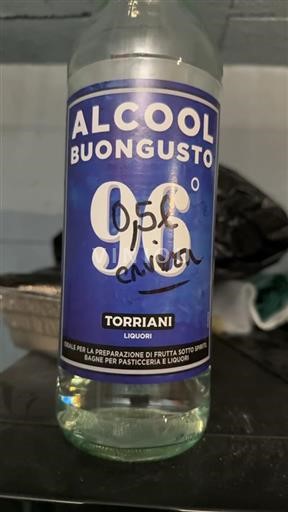 ALCOOL
BUONGUSTO
96°
0,5l
environ
TORRIANI
LIQUORI
IDEALE PER LA PREPARAZIONE DI FRUTTA SOTTO SPIRITO,
BAGNE PER PASTICCERIA E LIQUORI